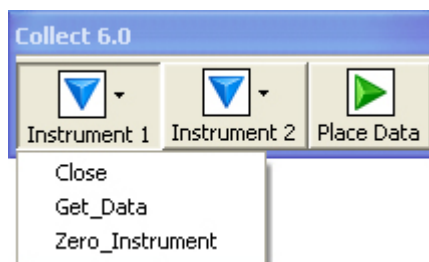 Collect 6.0
Instrument 1 Instrument 2 Place Data
Close
Get_Data
Zero_Instrument